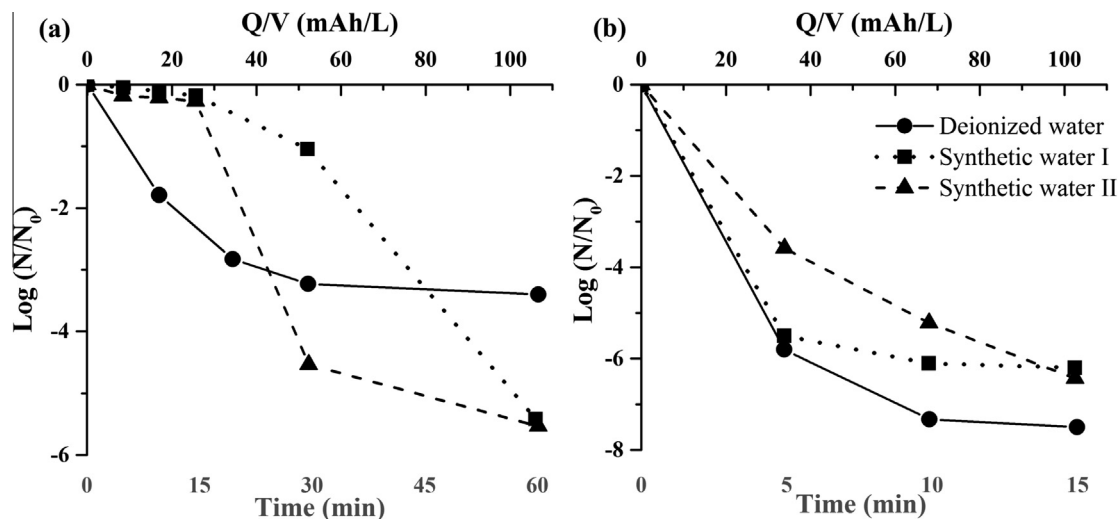 (a)
Q/V (mAh/L)
0 20 40 60 80 100
0
-2
-4
-6
Log (N/N₀)
0 15 30 45 60
Time (min)
(b)
Q/V (mAh/L)
0 20 40 60 80 100
0
-2
-4
-6
-8
Log (N/N₀)
Deionized water
Synthetic water I
Synthetic water II
0 5 10 15
Time (min)